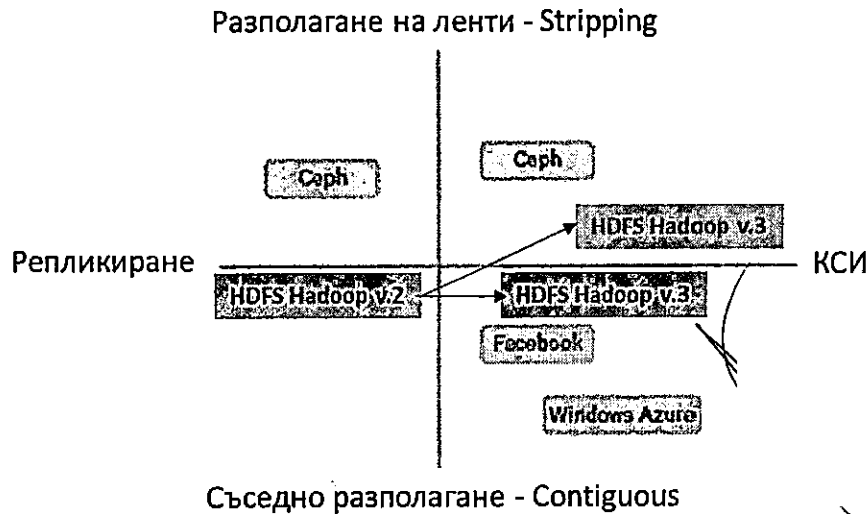 Разполагане на ленти - Stripping
Ceph
Ceph
HDFS Hadoop v.3
Репликиране
КСИ
HDFS Hadoop v.2
HDFS Hadoop v.3
Facebook
Windows Azure
Съседно разполагане - Contiguous